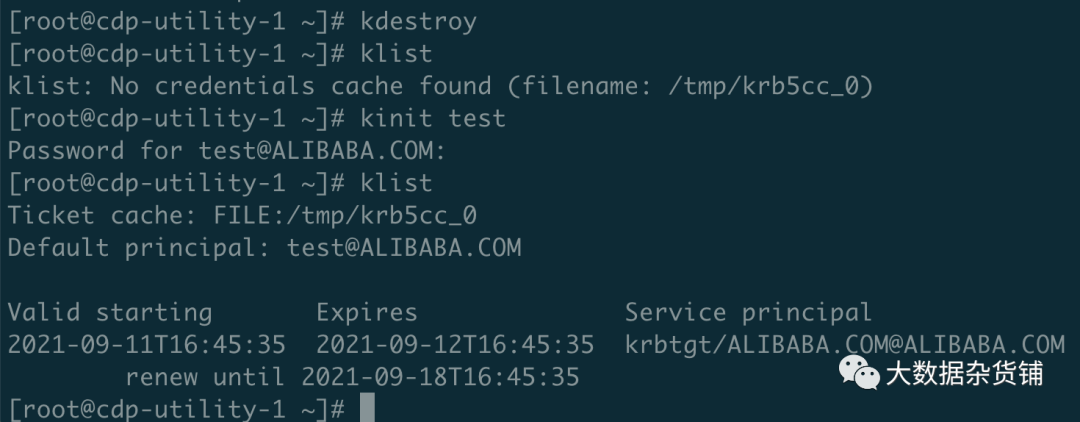 [root@cdp-utility-1 ~]# kdestroy
[root@cdp-utility-1 ~]# klist
klist: No credentials cache found (filename: /tmp/krb5cc_0)
[root@cdp-utility-1 ~]# kinit test
Password for test@ALIBABA.COM:
[root@cdp-utility-1 ~]# klist
Ticket cache: FILE:/tmp/krb5cc_0
Default principal: test@ALIBABA.COM
Valid starting       Expires              Service principal
2021-09-11T16:45:35  2021-09-12T16:45:35  krbtgt/ALIBABA.COM@ALIBABA.COM
        renew until 2021-09-18T16:45:35
大数据杂货铺
[root@cdp-utility-1 ~]#